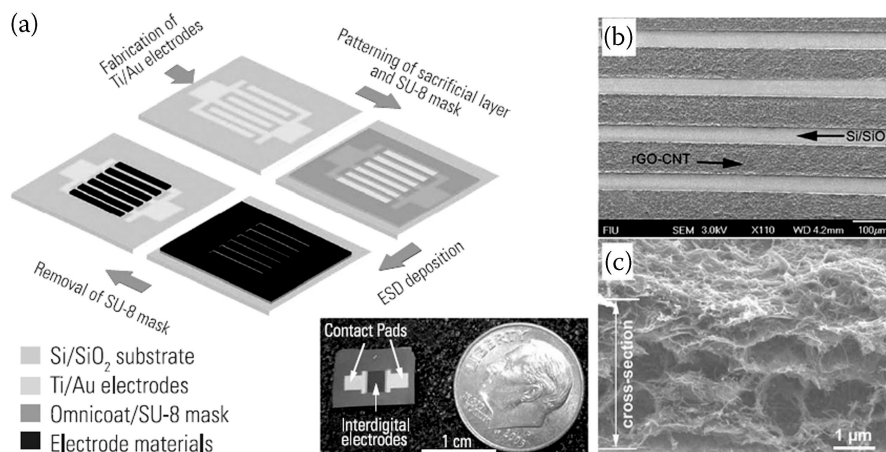 (a)
Fabrication of
Ti/Au electrodes
Patterning of sacrificial layer
and SU-8 mask
Removal of SU-8 mask
ESD deposition
Si/SiO₂ substrate
Ti/Au electrodes
Omnicoat/SU-8 mask
Electrode materials
Contact Pads
Interdigital
electrodes
1 cm
LIBERTY
(b)
Si/SiO
rGO-CNT
FIU SEM 3.0kV X110 WD 4.2mm 100µm
(c)
cross-section
1 µm